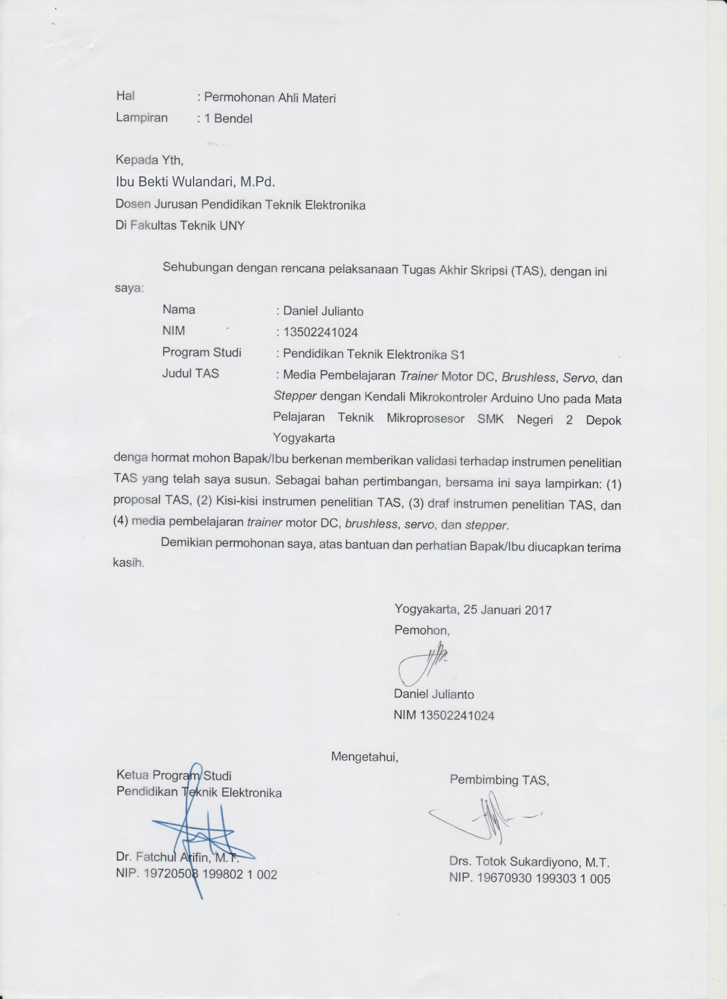 Hal : Permohonan Ahli Materi
Lampiran : 1 Bendel
Kepada Yth,
Ibu Bekti Wulandari, M.Pd.
Dosen Jurusan Pendidikan Teknik Elektronika
Di Fakultas Teknik UNY
Sehubungan dengan rencana pelaksanaan Tugas Akhir Skripsi (TAS), dengan ini
saya:
Nama : Daniel Julianto
NIM : 13502241024
Program Studi : Pendidikan Teknik Elektronika S1
Judul TAS : Media Pembelajaran Trainer Motor DC, Brushless, Servo, dan
Stepper dengan Kendali Mikrokontroler Arduino Uno pada Mata
Pelajaran Teknik Mikroprosesor SMK Negeri 2 Depok
Yogyakarta
denga hormat mohon Bapak/Ibu berkenan memberikan validasi terhadap instrumen penelitian
TAS yang telah saya susun. Sebagai bahan pertimbangan, bersama ini saya lampirkan: (1)
proposal TAS, (2) Kisi-kisi instrumen penelitian TAS, (3) draf instrumen penelitian TAS, dan
(4) media pembelajaran trainer motor DC, brushless, servo, dan stepper.
Demikian permohonan saya, atas bantuan dan perhatian Bapak/Ibu diucapkan terima
kasih.
Yogyakarta, 25 Januari 2017
Pemohon,
Daniel Julianto
NIM 13502241024
Mengetahui,
Ketua Program Studi
Pendidikan Teknik Elektronika
Dr. Fatchul Arifin, M.T.
NIP. 19720508 199802 1 002
Pembimbing TAS,
Drs. Totok Sukardiyono, M.T.
NIP. 19670930 199303 1 005